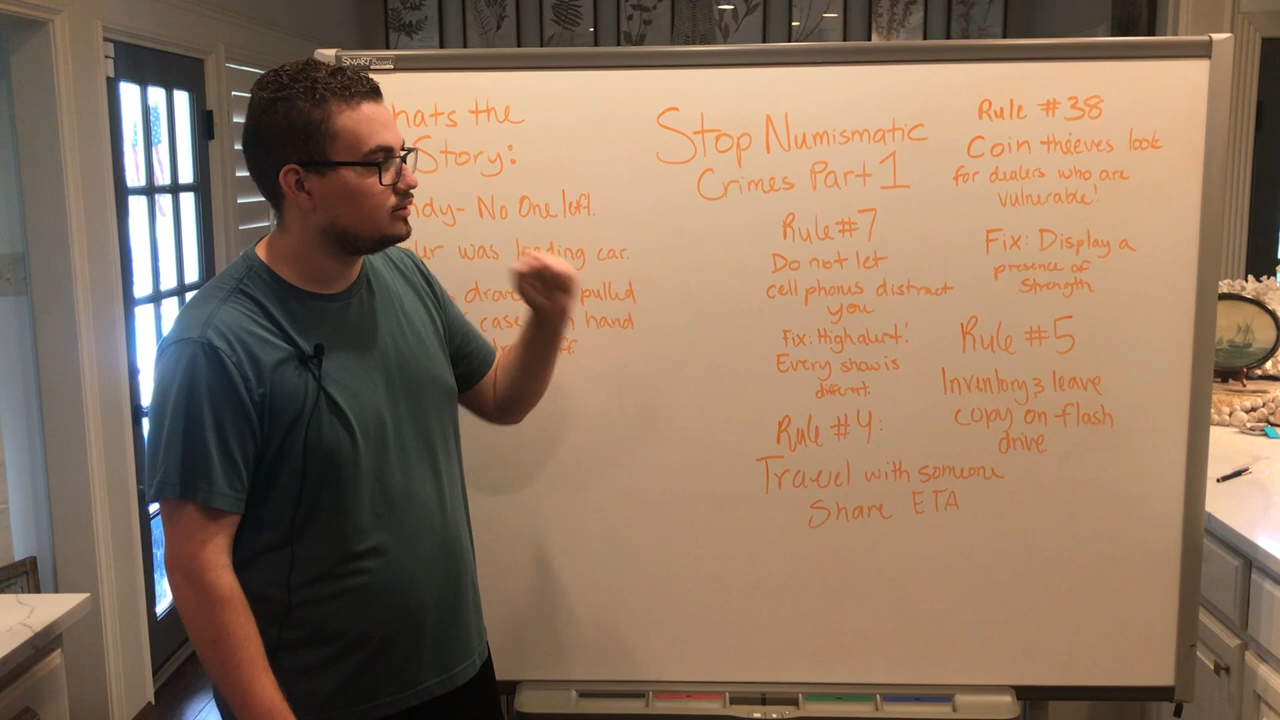 SMART Board
hats the
Story:
ndy- No One left.
ur was loading car.
drove pulled
case hand
ff.
Stop Numismatic
Crimes Part 1
Rule #7
Do not let
cell phones distract
you
Fix: High alert!
Every show is
different.
Rule #4:
Travel with someone
Share ETA
Rule #38
Coin thieves look
for dealers who are
vulnerable!
Fix: Display a
presence of
Strength
Rule #5
Inventory & leave
copy on flash
drive.